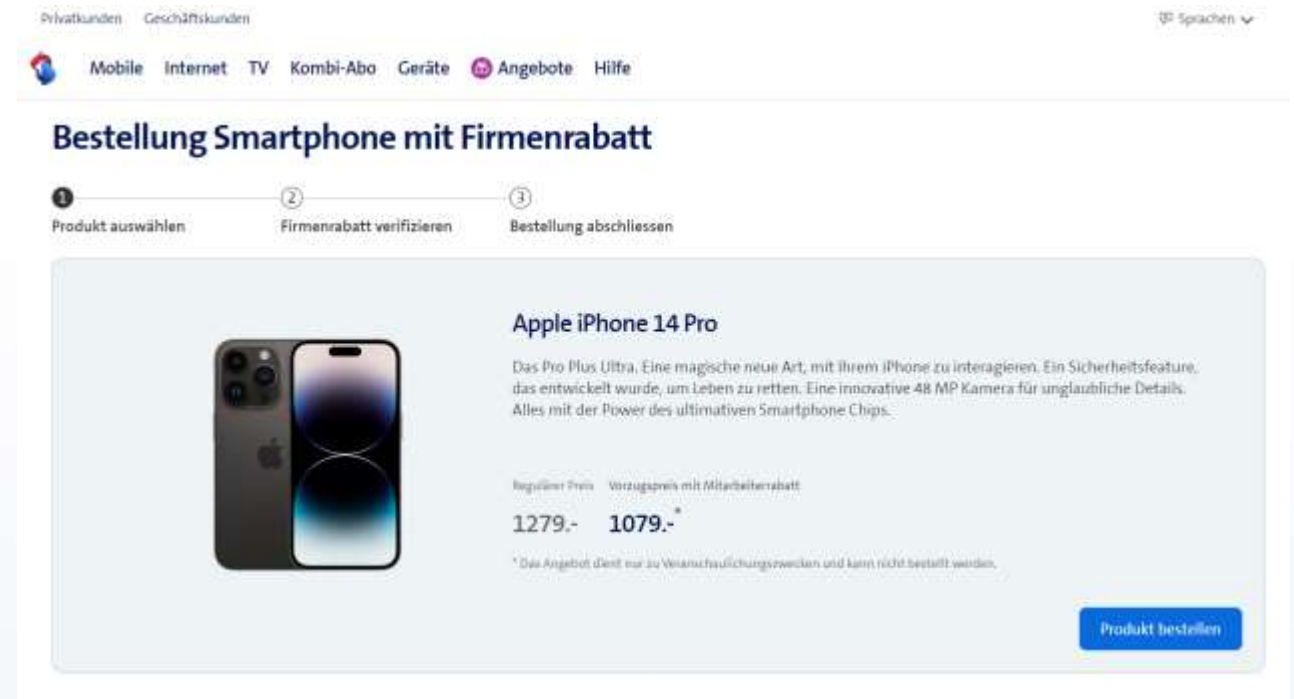 Privatkunden Geschäftskunden Sprachen
Mobile Internet TV Kombi-Abo Geräte Angebote Hilfe
Bestellung Smartphone mit Firmenrabatt
1 2 3
Produkt auswählen Firmenrabatt verifizieren Bestellung abschliessen
Apple iPhone 14 Pro
Das Pro Plus Ultra. Eine magische neue Art, mit Ihrem iPhone zu interagieren. Ein Sicherheitsfeature,
das entwickelt wurde, um Leben zu retten. Eine innovative 48 MP Kamera für unglaubliche Details.
Alles mit der Power des ultimativen Smartphone Chips.
Regulärer Preis Vorzugspreis mit Mitarbeiterrabatt
1279.- 1079.-*
* Das Angebot dient nur zu Veranschaulichungszwecken und kann nicht bestellt werden.
Produkt bestellen